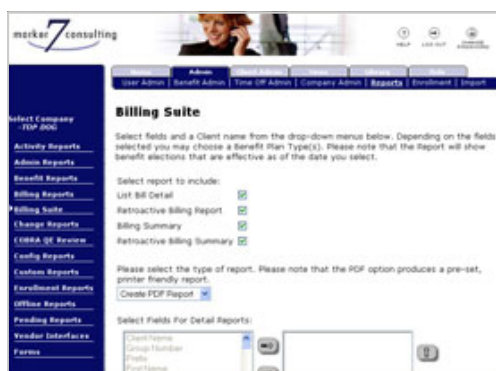 marker 7 consulting
HELP
LOG OUT
Admin
User Admin | Benefit Admin | Time Off Admin | Company Admin | Reports | Enrollment | Import
Select Company
-TOP DOG
Activity Reports
Admin Reports
Benefit Reports
Billing Reports
Billing Suite
Change Reports
COBRA QE Review
Config Reports
Custom Reports
Enrollment Reports
Offline Reports
Pending Reports
Vendor Interfaces
Forms
Billing Suite
Select fields and a Client name from the drop-down menus below. Depending on the fields
selected you may choose a Benefit Plan Type(s). Please note that the Report will show
benefit elections that are effective as of the date you select.
Select report to include:
List Bill Detail
Retroactive Billing Report
Billing Summary
Retroactive Billing Summary
Please select the type of report. Please note that the PDF option produces a pre-set,
printer friendly report.
Create PDF Report
Select Fields For Detail Reports:
Client Name
Group Number
Prefix
First Name